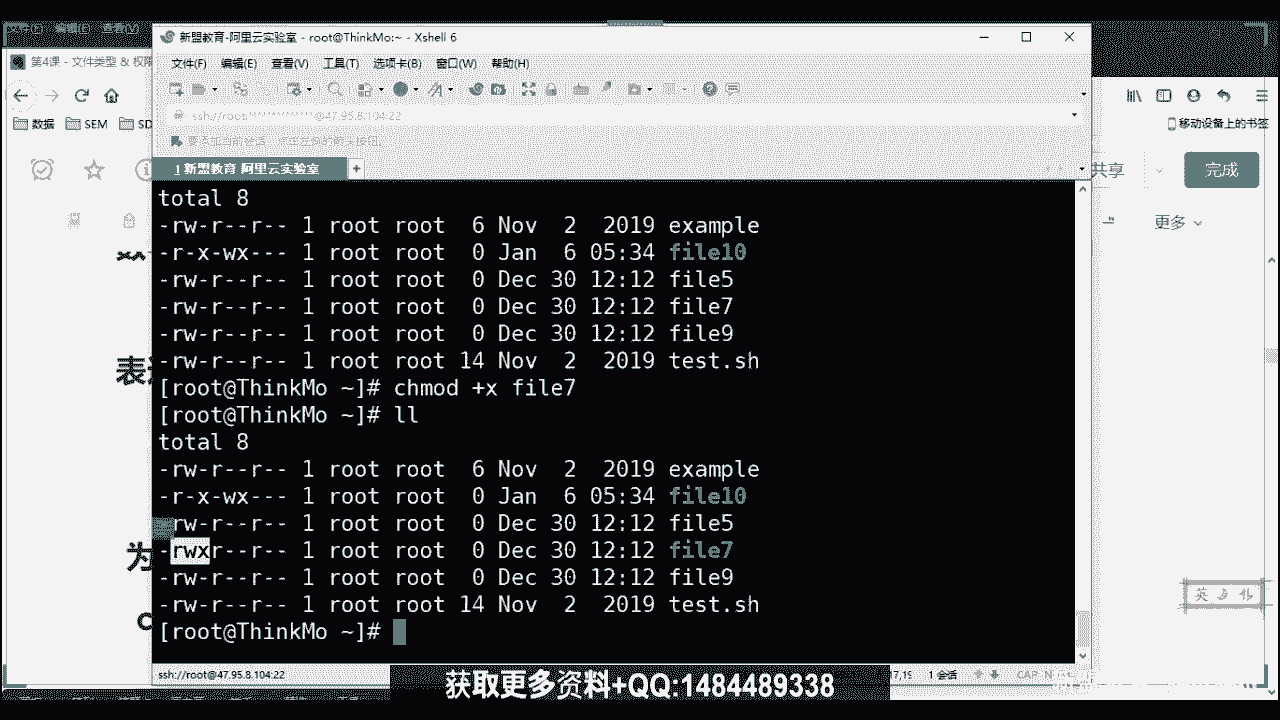 文件(F) 编辑(E) 查看(V)
新盟教育-阿里云实验室 - root@ThinkMo:~ - Xshell 6
第4课 - 文件类型 & 权限
文件(F) 编辑(E) 查看(V) 工具(T) 选项卡(B) 窗口(W) 帮助(H)
数据 SEM SD
移动设备上的书签
ssh://root@47.95.8.104:22
要添加当前会话，点击左侧的箭头按钮。
1 新盟教育 阿里云实验室
共享
完成
更多
total 8
-rw-r--r-- 1 root root 6 Nov 2 2019 example
-r-x-wx--- 1 root root 0 Jan 6 05:34 file10
-rw-r--r-- 1 root root 0 Dec 30 12:12 file5
-rw-r--r-- 1 root root 0 Dec 30 12:12 file7
-rw-r--r-- 1 root root 0 Dec 30 12:12 file9
-rw-r--r-- 1 root root 14 Nov 2 2019 test.sh
[root@ThinkMo ~]# chmod +x file7
[root@ThinkMo ~]# ll
total 8
-rw-r--r-- 1 root root 6 Nov 2 2019 example
-r-x-wx--- 1 root root 0 Jan 6 05:34 file10
rw-r--r-- 1 root root 0 Dec 30 12:12 file5
-rwxr--r-- 1 root root 0 Dec 30 12:12 file7
-rw-r--r-- 1 root root 0 Dec 30 12:12 file9
-rw-r--r-- 1 root root 14 Nov 2 2019 test.sh
[root@ThinkMo ~]#
表
为
英
ssh://root@47.95.8.104:22
17,19 1 会话 CAP
获取更多资料+QQ:1484489338